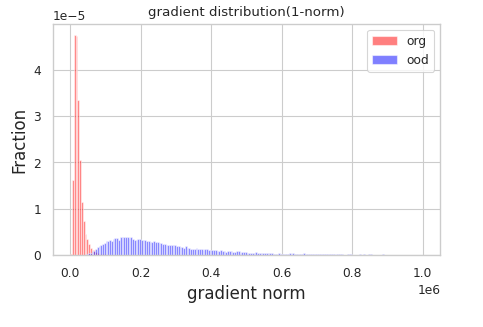 gradient distribution(1-norm)
1e−5
org
ood
4
3
2
1
0
Fraction
0.0 0.2 0.4 0.6 0.8 1.0
1e6
gradient norm